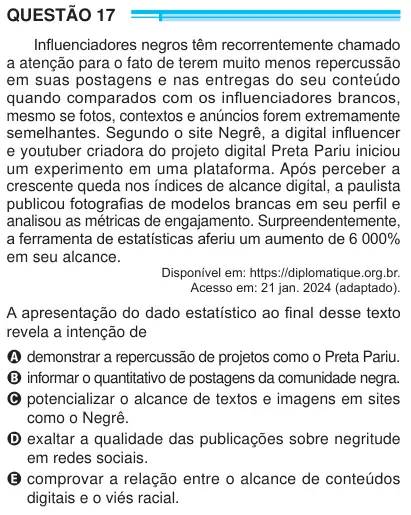 QUESTÃO 17
Influenciadores negros têm recorrentemente chamado
a atenção para o fato de terem muito menos repercussão
em suas postagens e nas entregas do seu conteúdo
quando comparados com os influenciadores brancos,
mesmo se fotos, contextos e anúncios forem extremamente
semelhantes. Segundo o site Negrê, a digital influencer
e youtuber criadora do projeto digital Preta Pariu iniciou
um experimento em uma plataforma. Após perceber a
crescente queda nos índices de alcance digital, a paulista
publicou fotografias de modelos brancas em seu perfil e
analisou as métricas de engajamento. Surpreendentemente,
a ferramenta de estatísticas aferiu um aumento de 6 000%
em seu alcance.
Disponível em: https://diplomatique.org.br.
Acesso em: 21 jan. 2024 (adaptado).
A apresentação do dado estatístico ao final desse texto
revela a intenção de
A demonstrar a repercussão de projetos como o Preta Pariu.
B informar o quantitativo de postagens da comunidade negra.
C potencializar o alcance de textos e imagens em sites
como o Negrê.
D exaltar a qualidade das publicações sobre negritude
em redes sociais.
E comprovar a relação entre o alcance de conteúdos
digitais e o viés racial.